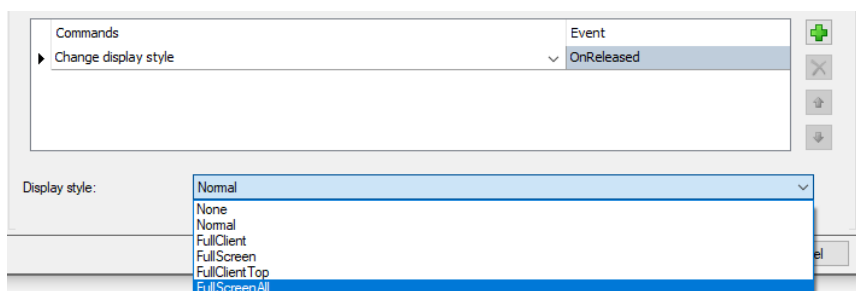 Commands Event
Change display style OnReleased
Display style: Normal
None
Normal
FullClient
FullScreen
FullClientTop
FullScreenAll